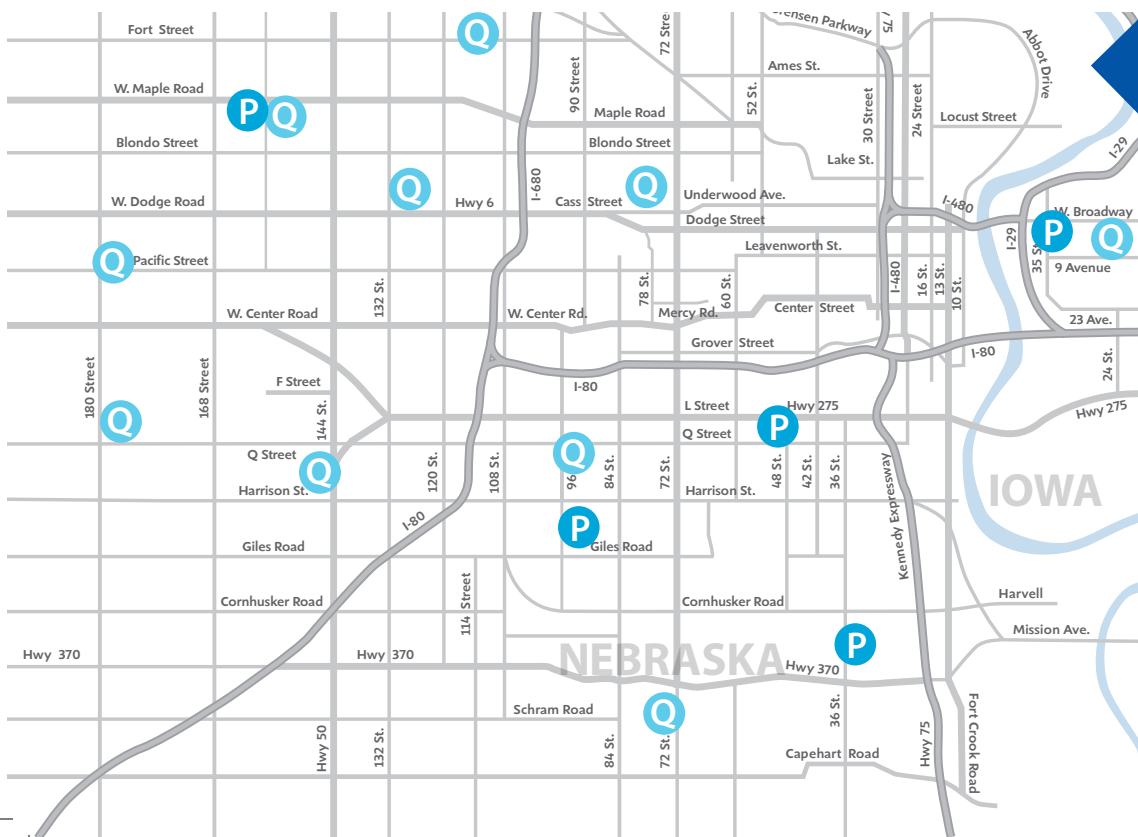 Fort Street
Q
72 Stre
rensen Parkway
75
Abbot Drive
Ames St.
W. Maple Road
P
Q
90 Street
Maple Road
52 St.
30 Street
24 Street
Locust Street
Blondo Street
Blondo Street
Lake St.
I-29
Q
I-680
Q
W. Dodge Road
Hwy 6
Cass Street
Underwood Ave.
Dodge Street
I-480
W. Broadway
P
Q
I-29
35 St
Leavenworth St.
Q
Pacific Street
9 Avenue
132 St.
78 St.
60 St.
I-480
16 St.
13 St.
10 St.
W. Center Road
W. Center Rd.
Mercy Rd.
Center Street
23 Ave.
Grover Street
I-80
I-80
24 St.
180 Street
168 Street
F Street
144 St.
L Street
Hwy 275
Hwy 275
Q
P
Q Street
Q Street
Q
Q
120 St.
108 St.
96
84 St.
72 St.
48 St.
42 St.
36 St.
Harrison St.
Harrison St.
IOWA
I-80
P
Kennedy Expressway
Giles Road
Giles Road
Cornhusker Road
114 Street
Cornhusker Road
Harvell
Mission Ave.
P
Hwy 370
Hwy 370
NEBRASKA
Hwy 370
Schram Road
Q
36 St.
Hwy 50
132 St.
84 St.
72 St.
Capehart Road
Hwy 75
Fort Crook Road